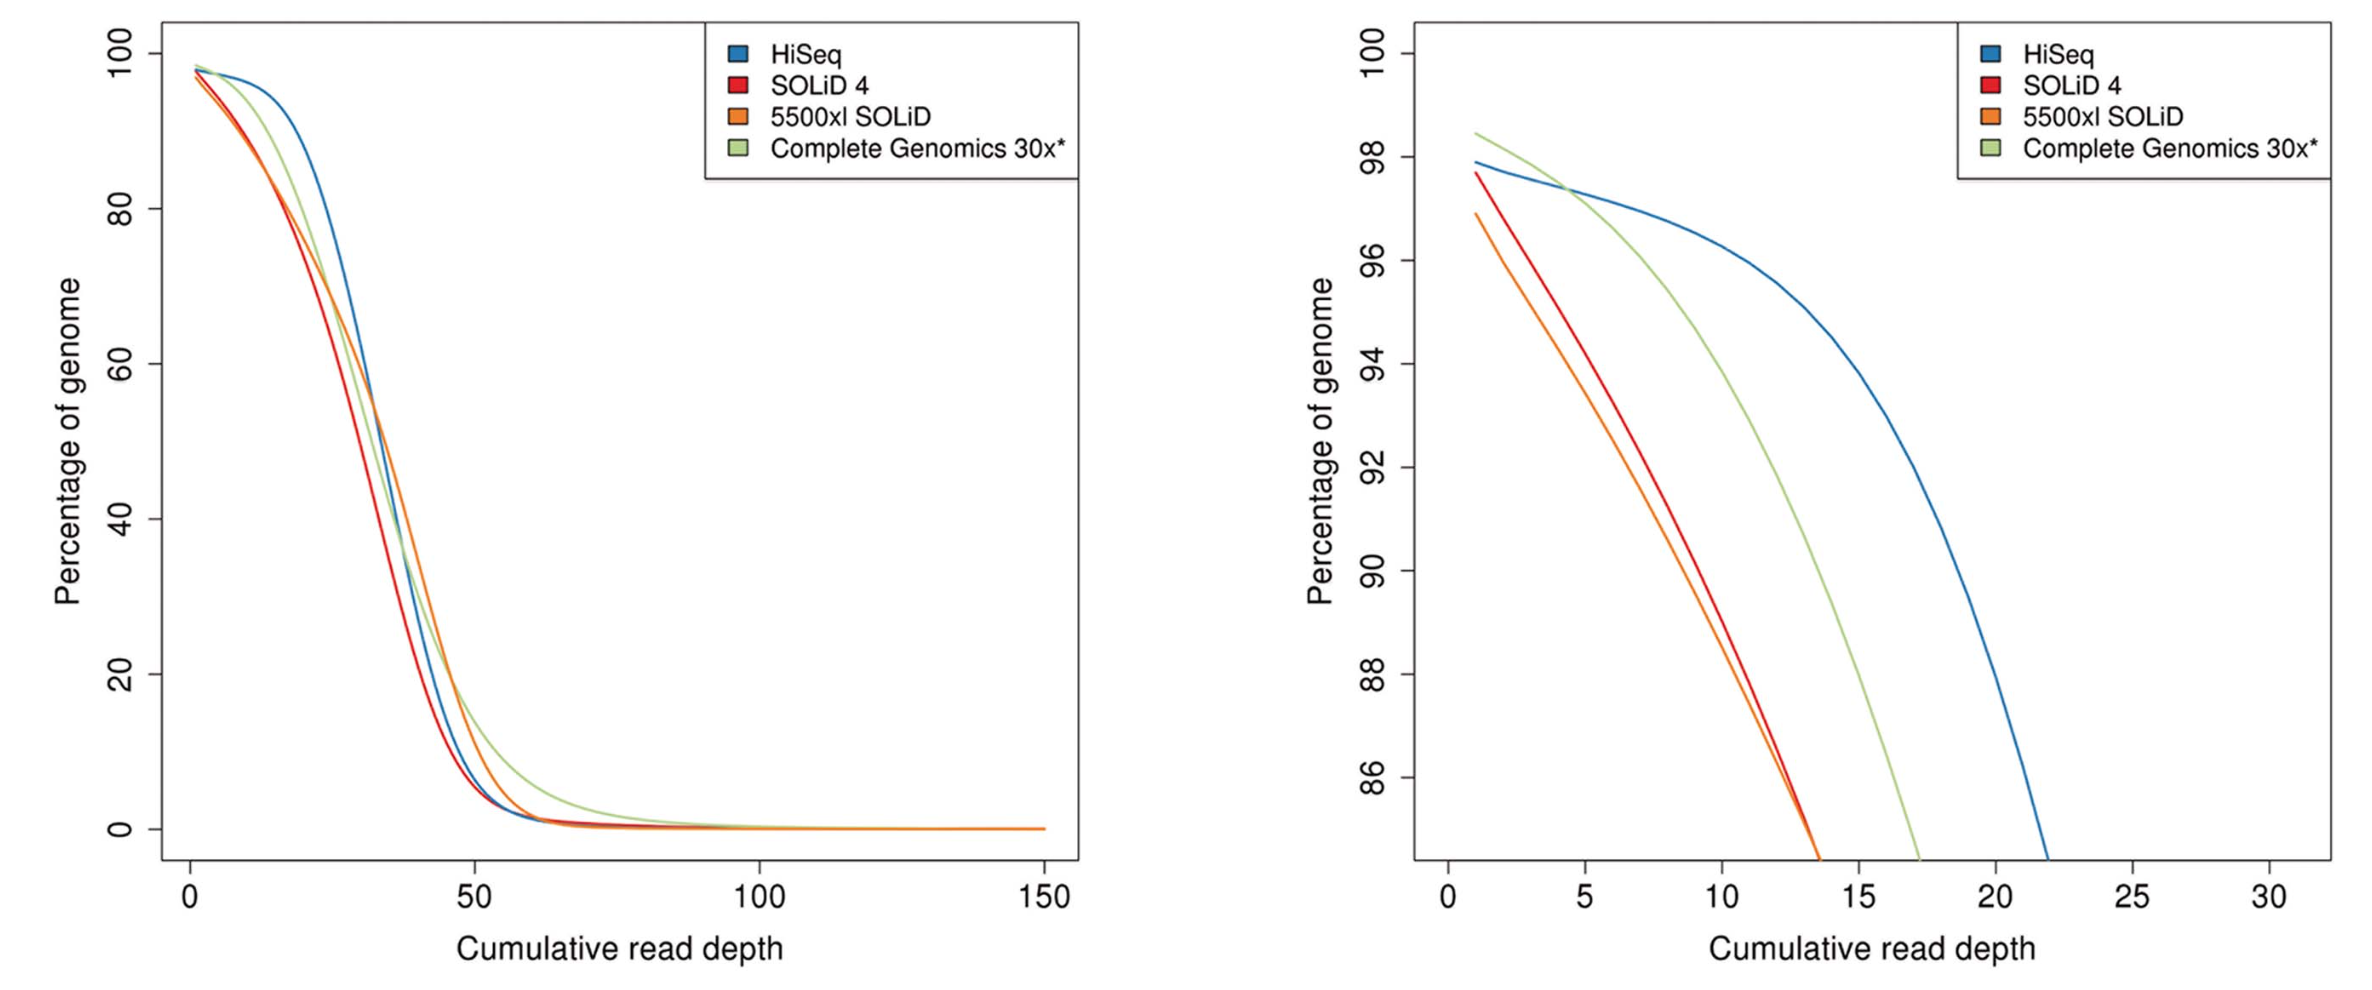 HiSeq
SOLiD 4
5500xl SOLiD
Complete Genomics 30x*
100
80
60
40
20
0
Percentage of genome
0 50 100 150
Cumulative read depth
HiSeq
SOLiD 4
5500xl SOLiD
Complete Genomics 30x*
100
98
96
94
92
90
88
86
Percentage of genome
0 5 10 15 20 25 30
Cumulative read depth